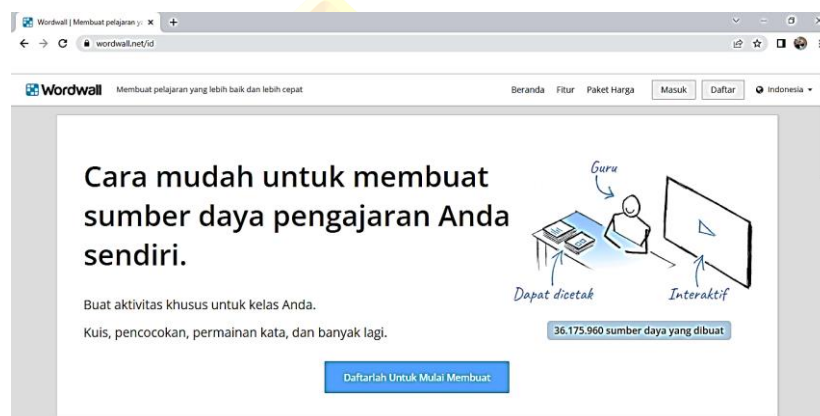 Wordwall | Membuat pelajaran y
wordwall.net/id
Wordwall Membuat pelajaran yang lebih baik dan lebih cepat Beranda Fitur Paket Harga Masuk Daftar Indonesia
Cara mudah untuk membuat
sumber daya pengajaran Anda
sendiri.
Buat aktivitas khusus untuk kelas Anda.
Kuis, pencocokan, permainan kata, dan banyak lagi.
Daftarlah Untuk Mulai Membuat
Guru
Dapat dicetak
Interaktif
36.175.960 sumber daya yang dibuat